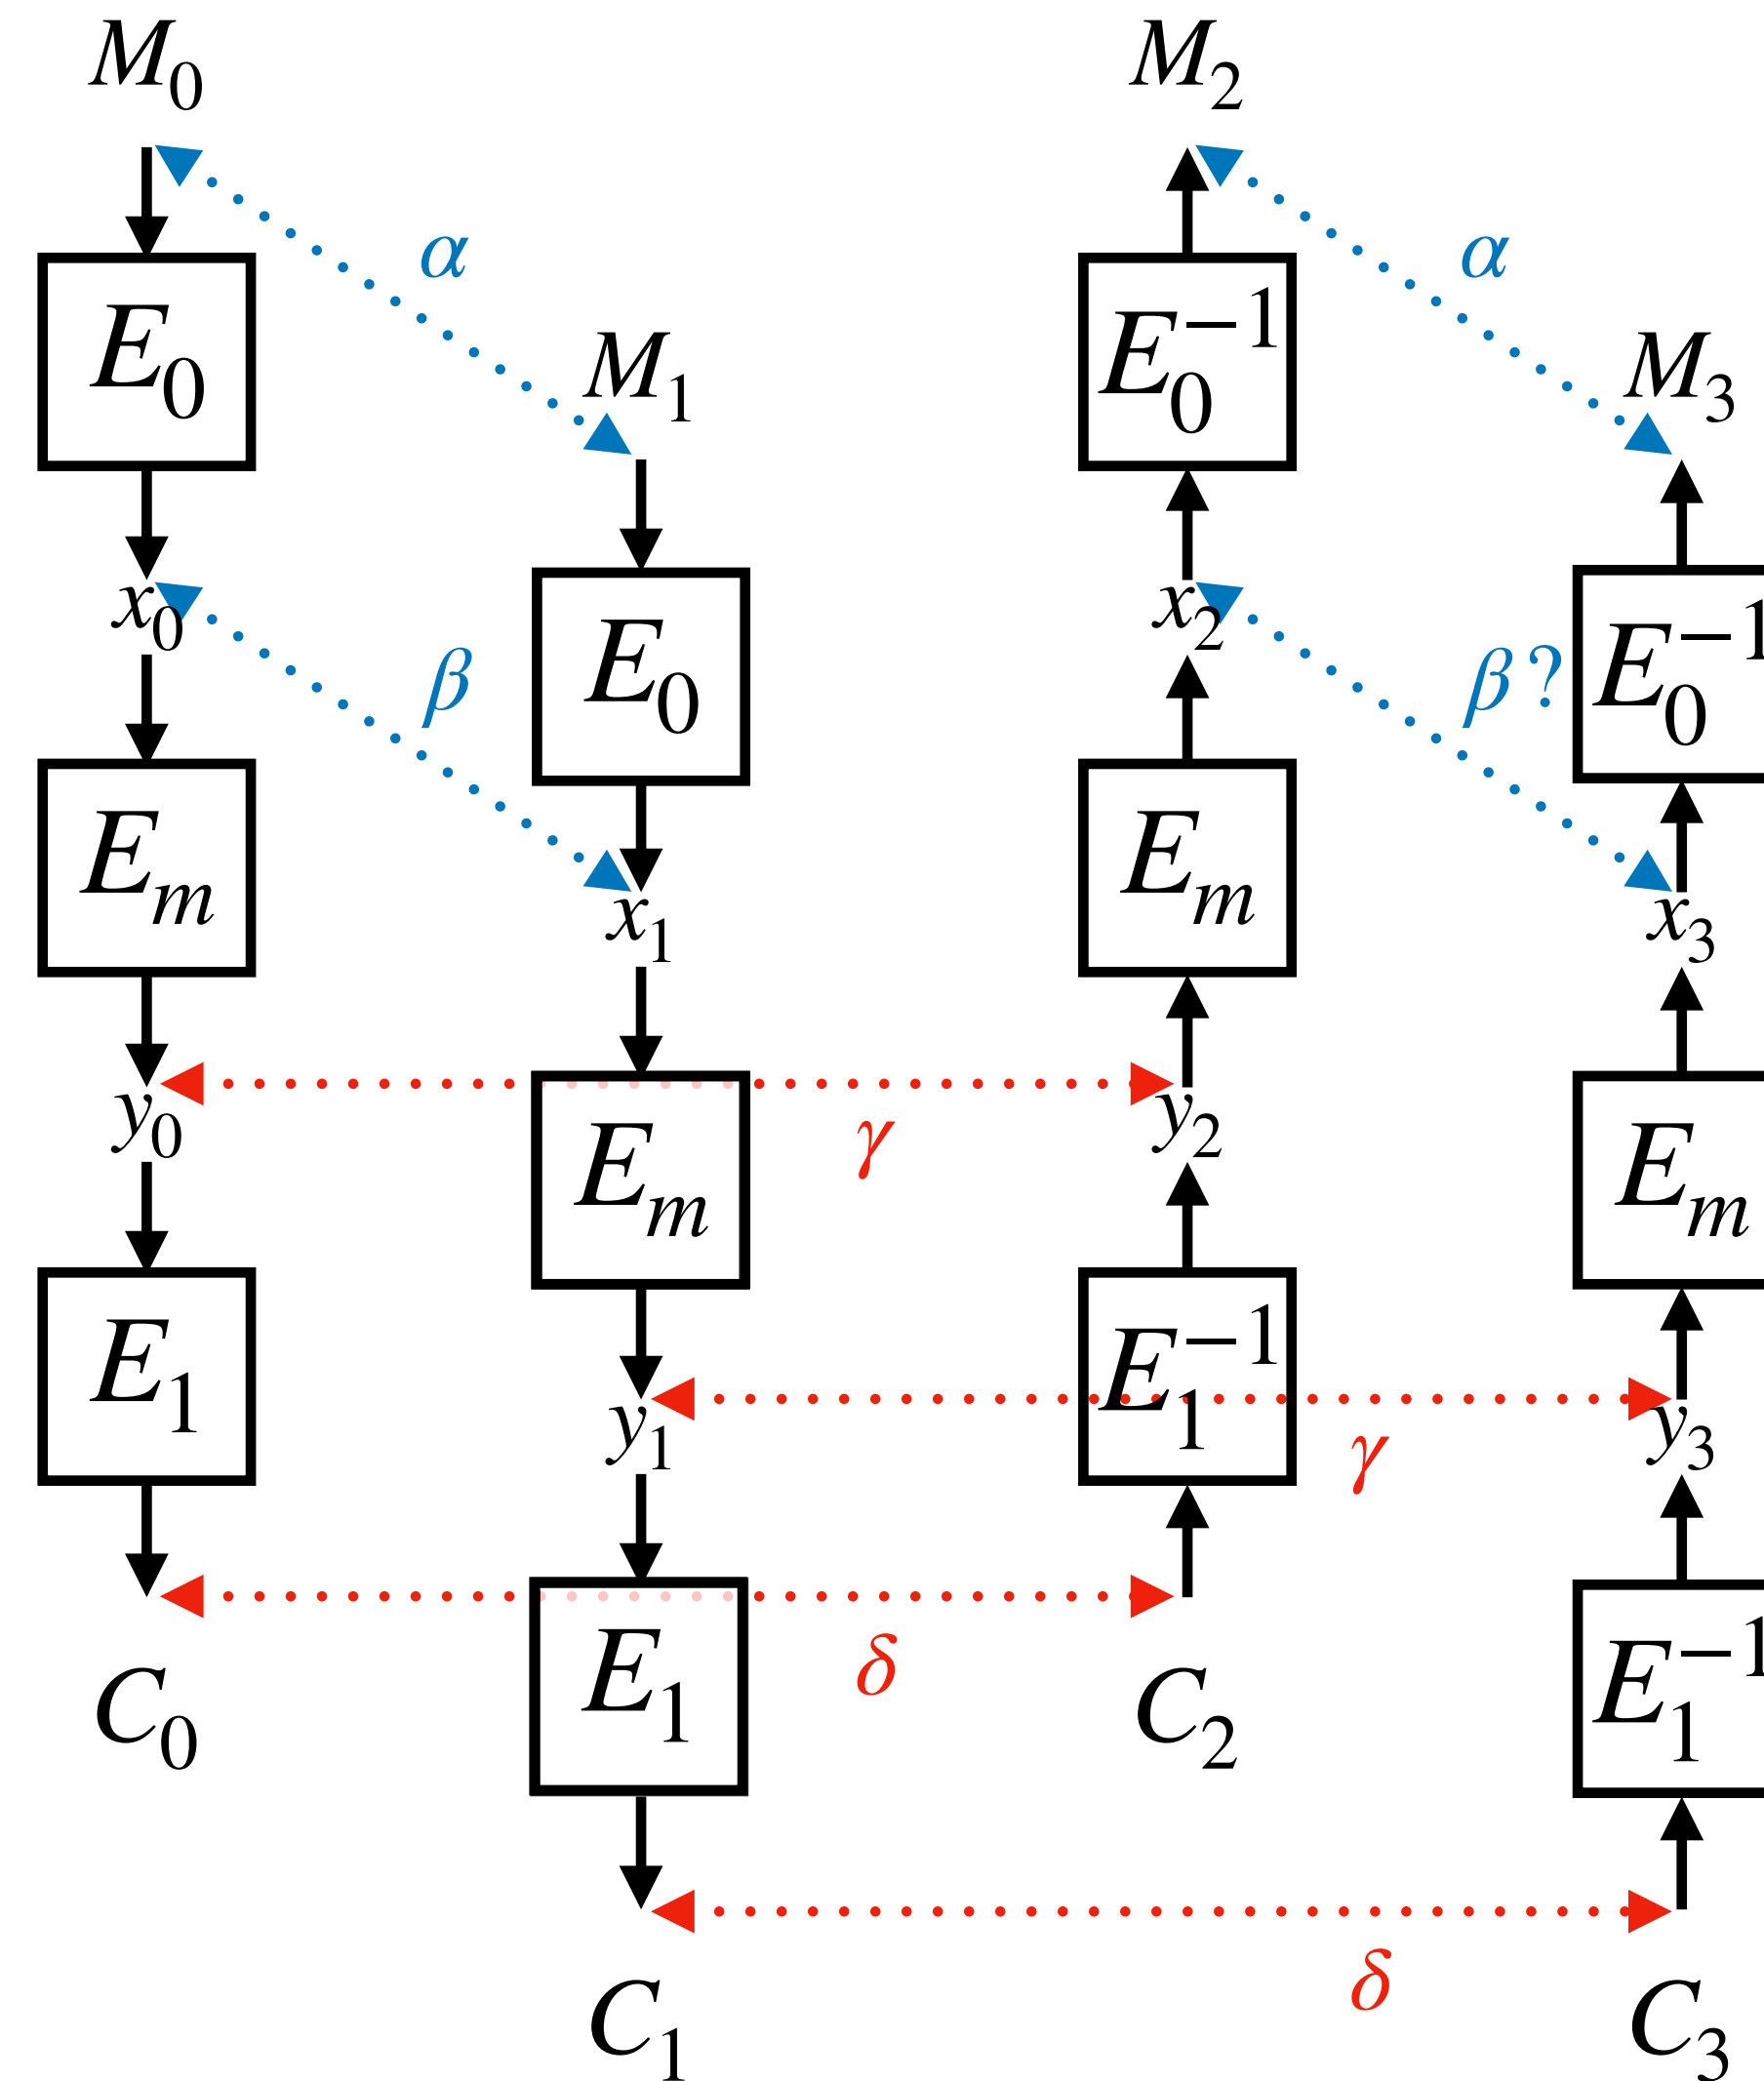 M₀ M₂
α α
E₀ E₀⁻¹
M₁ M₃
x₀ x₂
β β?
E₀ E₀⁻¹
Eₘ Eₘ
x₁ x₃
y₀ y₂
γ
Eₘ Eₘ
E₁ E₁⁻¹
y₁ y₃
γ
δ
E₁ E₁⁻¹
C₀ C₂
δ
C₁ C₃